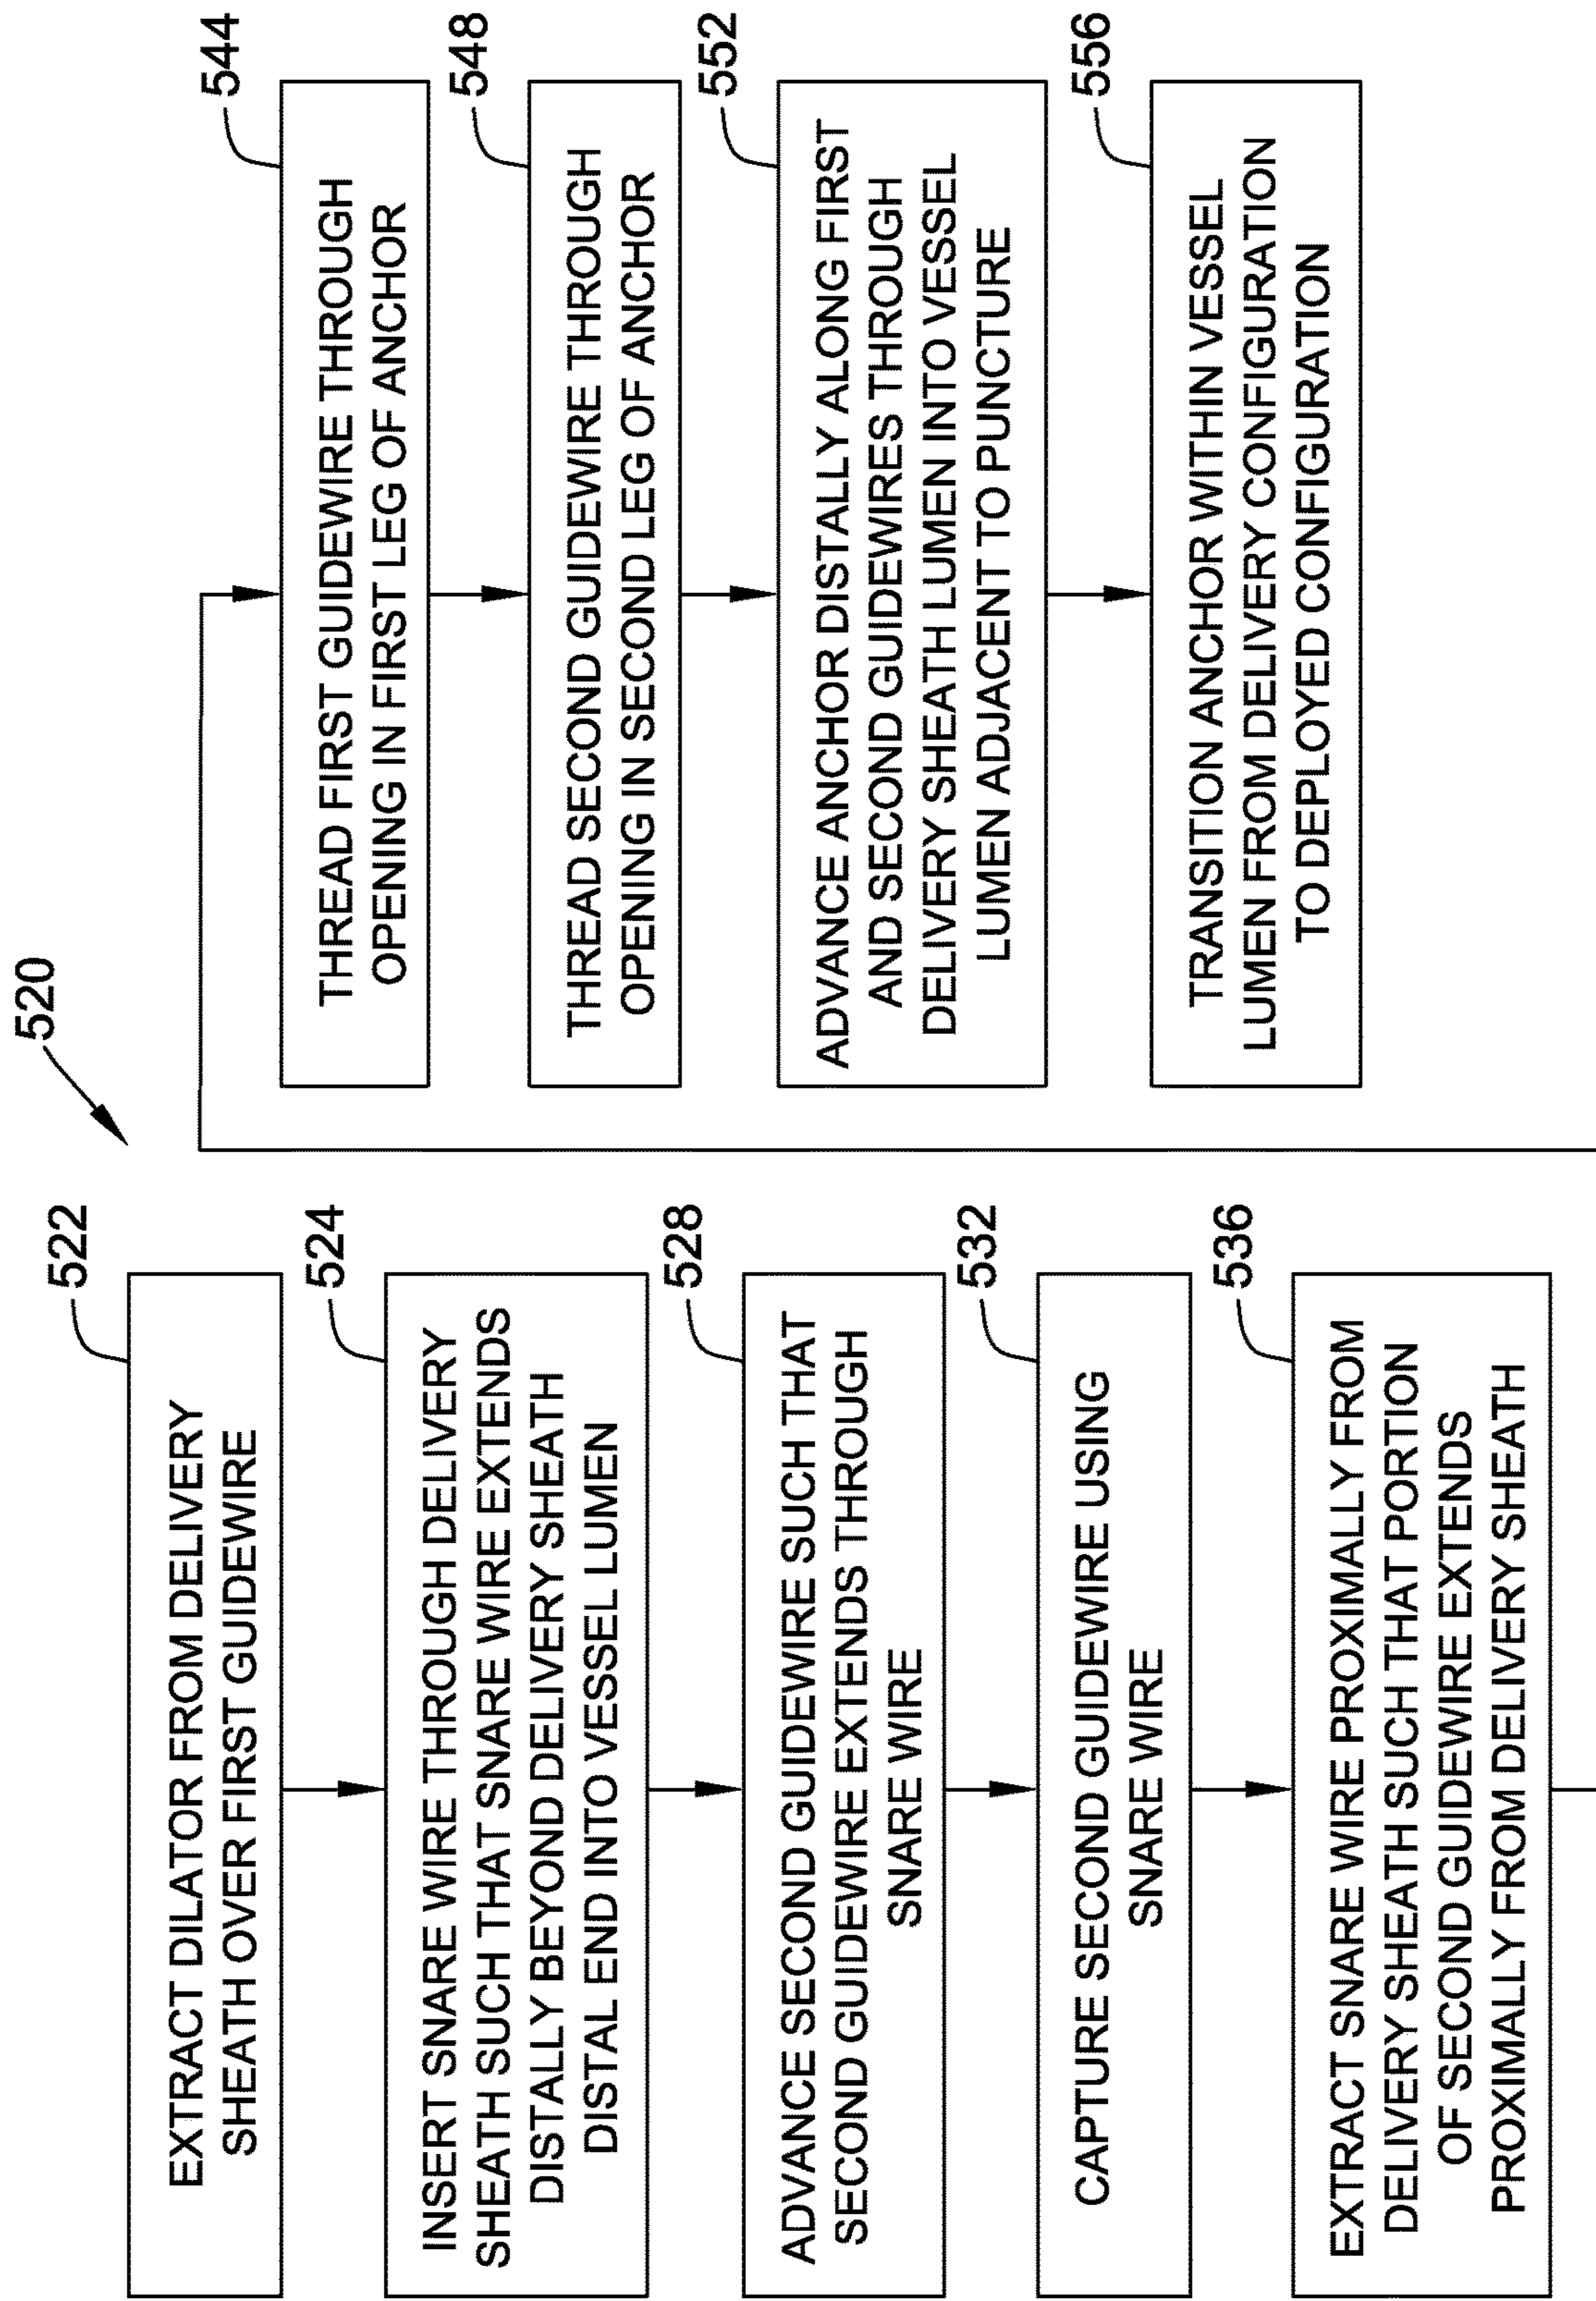 520
522
EXTRACT DILATOR FROM DELIVERY
SHEATH OVER FIRST GUIDEWIRE
524
INSERT SNARE WIRE THROUGH DELIVERY
SHEATH SUCH THAT SNARE WIRE EXTENDS
DISTALLY BEYOND DELIVERY SHEATH
DISTAL END INTO VESSEL LUMEN
528
ADVANCE SECOND GUIDEWIRE SUCH THAT
SECOND GUIDEWIRE EXTENDS THROUGH
SNARE WIRE
532
CAPTURE SECOND GUIDEWIRE USING
SNARE WIRE
536
EXTRACT SNARE WIRE PROXIMALLY FROM
DELIVERY SHEATH SUCH THAT PORTION
OF SECOND GUIDEWIRE EXTENDS
PROXIMALLY FROM DELIVERY SHEATH
544
THREAD FIRST GUIDEWIRE THROUGH
OPENING IN FIRST LEG OF ANCHOR
548
THREAD SECOND GUIDEWIRE THROUGH
OPENING IN SECOND LEG OF ANCHOR
552
ADVANCE ANCHOR DISTALLY ALONG FIRST
AND SECOND GUIDEWIRES THROUGH
DELIVERY SHEATH LUMEN INTO VESSEL
LUMEN ADJACENT TO PUNCTURE
556
TRANSITION ANCHOR WITHIN VESSEL
LUMEN FROM DELIVERY CONFIGURATION
TO DEPLOYED CONFIGURATION